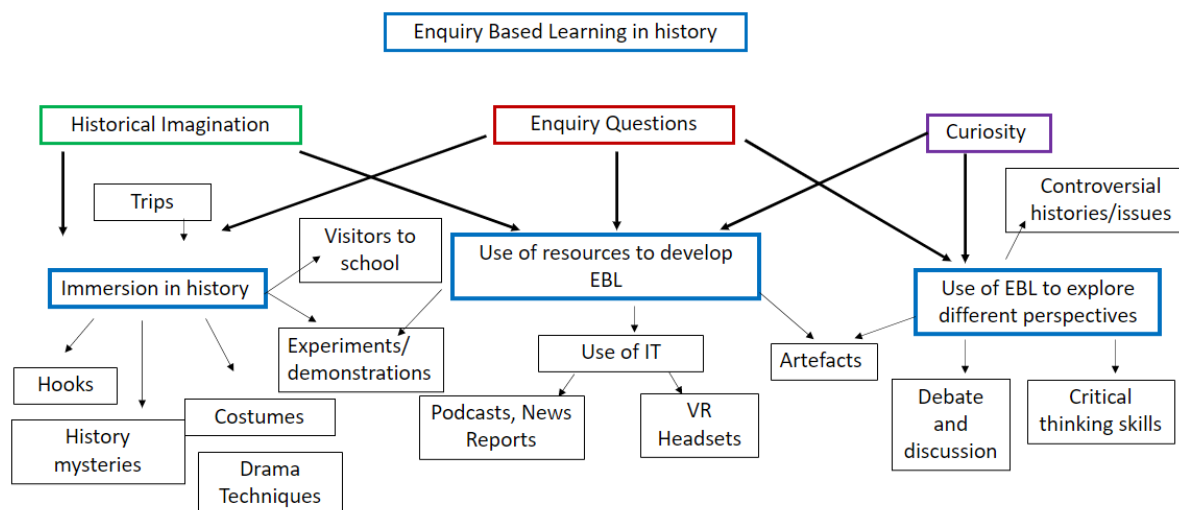 Enquiry Based Learning in history
Historical Imagination
Enquiry Questions
Curiosity
Trips
Controversial
histories/issues
Visitors to
school
Use of resources to develop
EBL
Immersion in history
Use of EBL to explore
different perspectives
Experiments/
demonstrations
Use of IT
Artefacts
Hooks
Costumes
Podcasts, News
Reports
VR
Headsets
Debate
and
discussion
Critical
thinking skills
History
mysteries
Drama
Techniques